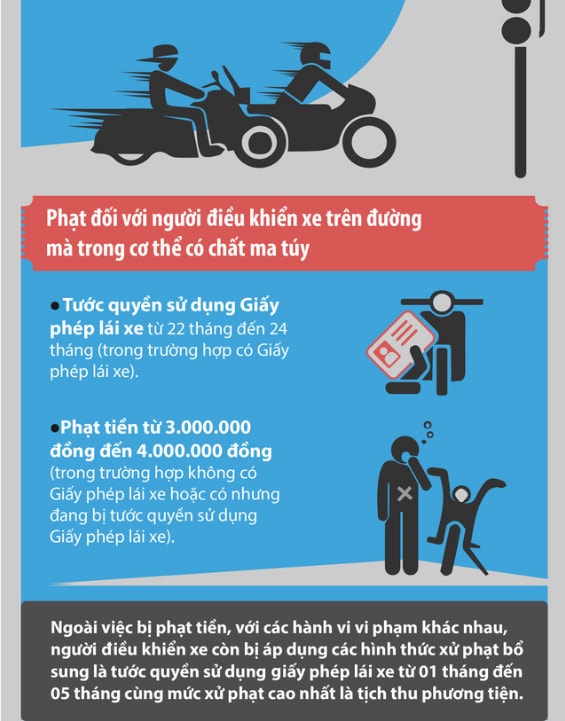 Phạt đối với người điều khiển xe trên đường
mà trong cơ thể có chất ma túy
● Tước quyền sử dụng Giấy
phép lái xe từ 22 tháng đến 24
tháng (trong trường hợp có Giấy
phép lái xe).
●Phạt tiền từ 3.000.000
đồng đến 4.000.000 đồng
(trong trường hợp không có
Giấy phép lái xe hoặc có nhưng
đang bị tước quyền sử dụng
Giấy phép lái xe).
Ngoài việc bị phạt tiền, với các hành vi vi phạm khác nhau,
người điều khiển xe còn bị áp dụng các hình thức xử phạt bổ
sung là tước quyền sử dụng giấy phép lái xe từ 01 tháng đến
05 tháng cùng mức xử phạt cao nhất là tịch thu phương tiện.